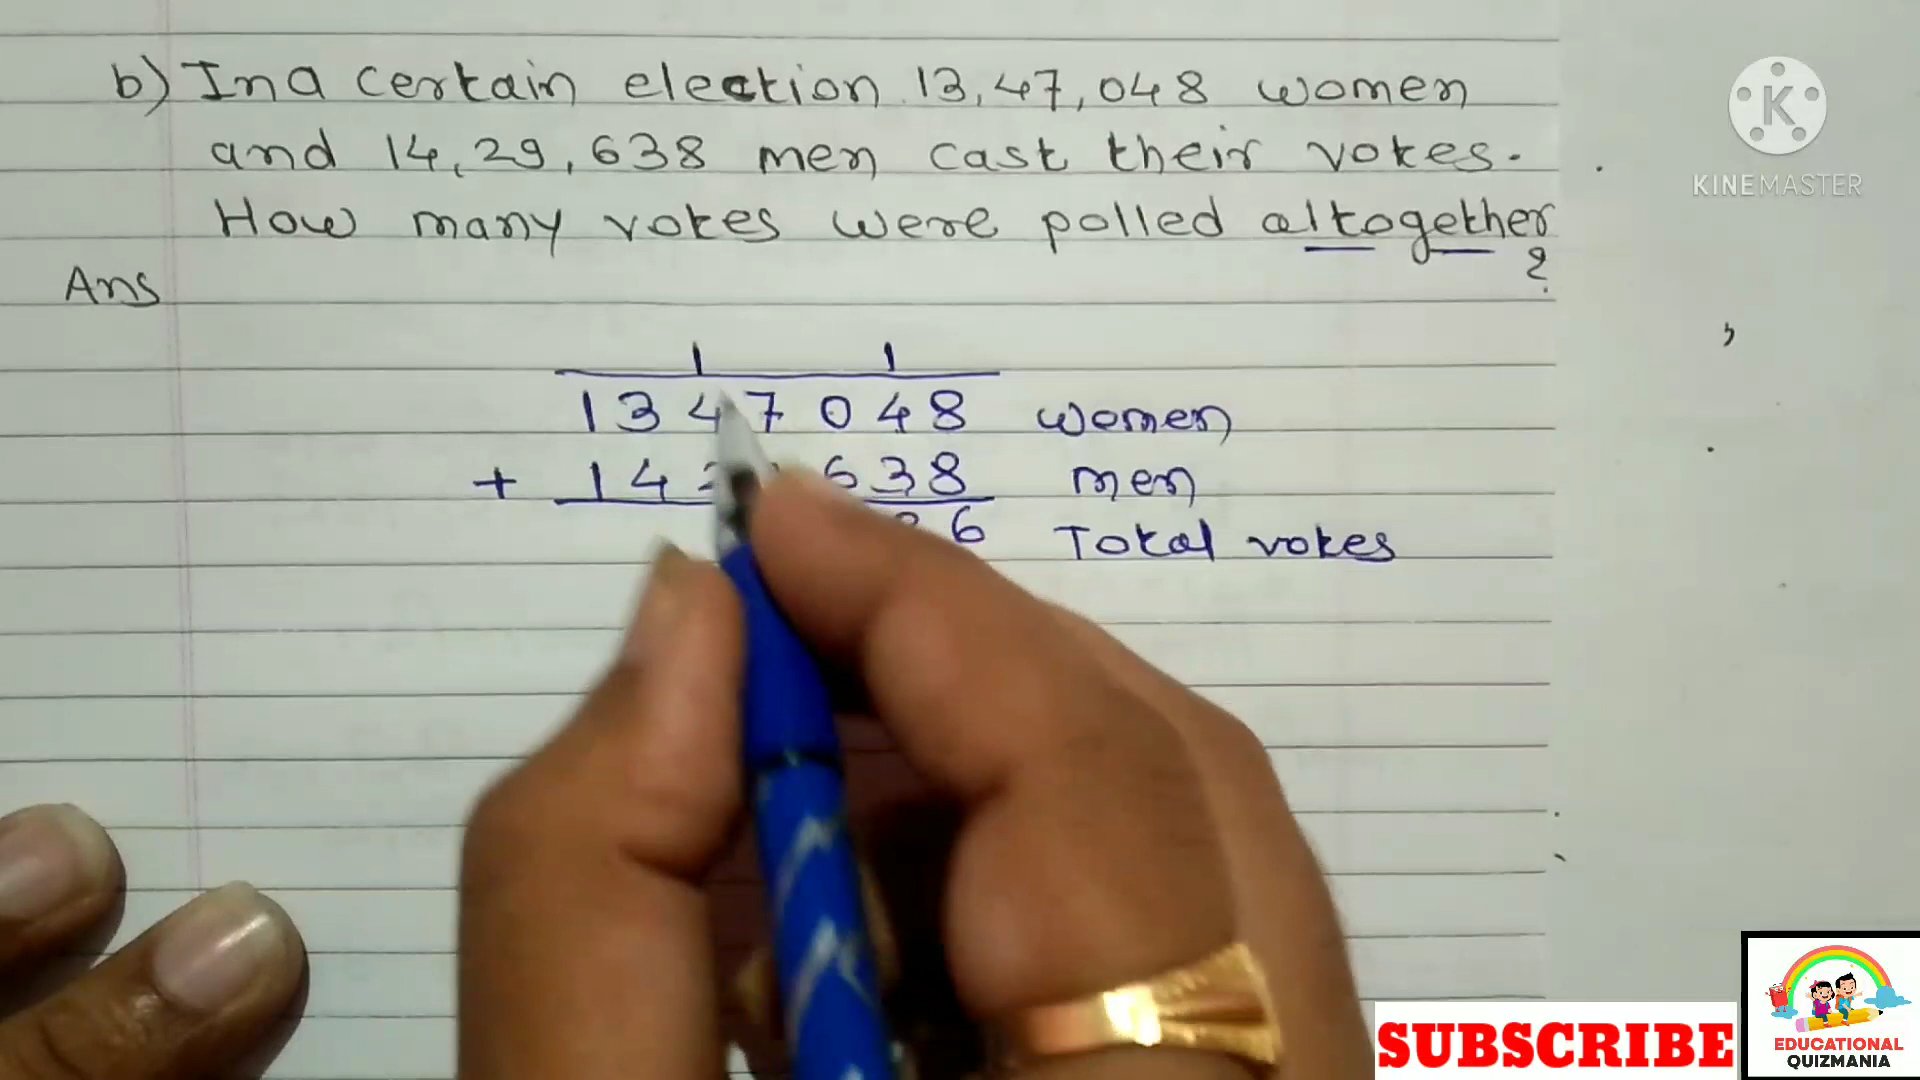 b) In a certain election 13,47,048 women
and 14,29,638 men cast their votes.
How many votes were polled altogether
?
Ans
1 1
1347048 women
+ 14 638 men
6 Total votes
KINEMASTER
SUBSCRIBE
EDUCATIONAL
QUIZMANIA